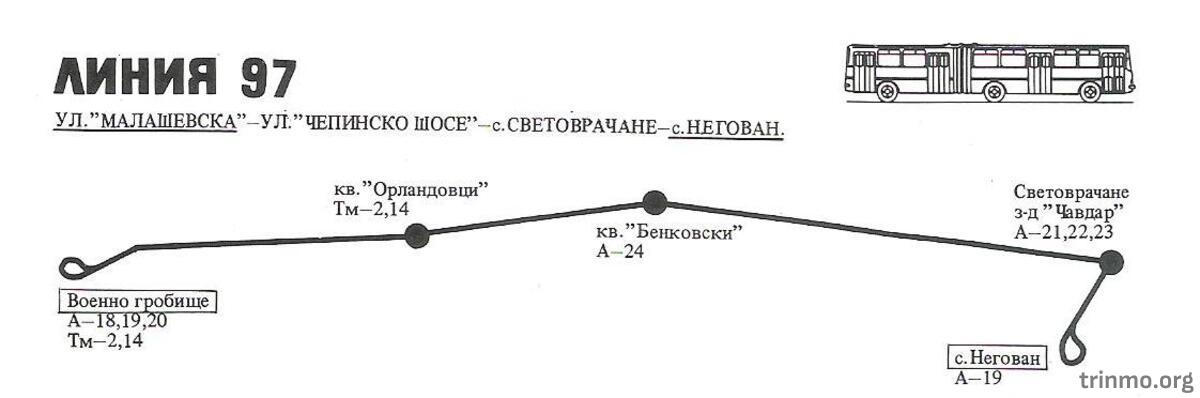 ЛИНИЯ 97
УЛ."МАЛАШЕВСКА"–УЛ."ЧЕПИНСКО ШОСЕ"–с.СВЕТОВРАЧАНЕ–с.НЕГОВАН.
кв."Орландовци"
Тм–2,14
кв."Бенковски"
А–24
Световрачане
з-д "Чавдар"
А–21,22,23
Военно гробище
А–18,19,20
Тм–2,14
с.Негован
А–19
trinmo.org